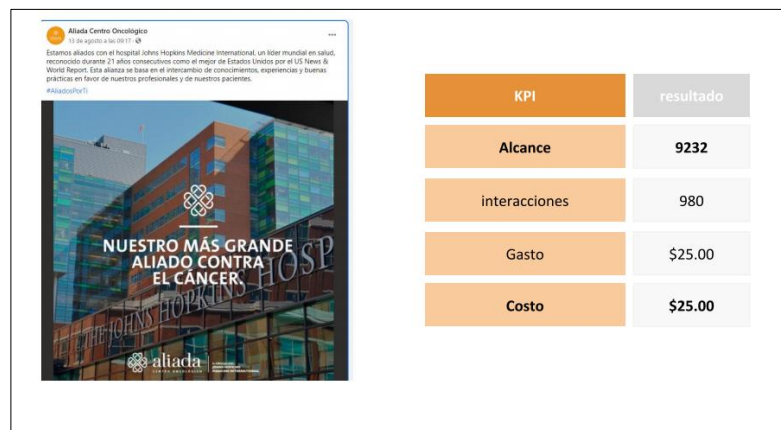 Aliada Centro Oncológico
13 de agosto a las 09:17
Estamos aliados con el hospital Johns Hopkins Medicine International, un líder mundial en salud,
reconocido durante 21 años consecutivos como el mejor de Estados Unidos por el US News &
World Report. Esta alianza se basa en el intercambio de conocimientos, experiencias y buenas
prácticas en favor de nuestros profesionales y de nuestros pacientes.
#AliadosPorTi
NUESTRO MÁS GRANDE
ALIADO CONTRA
EL CÁNCER.
THE JOHNS HOPKINS HOSP
aliada
CENTRO ONCOLÓGICO
KPI resultado
Alcance 9232
interacciones 980
Gasto $25.00
Costo $25.00